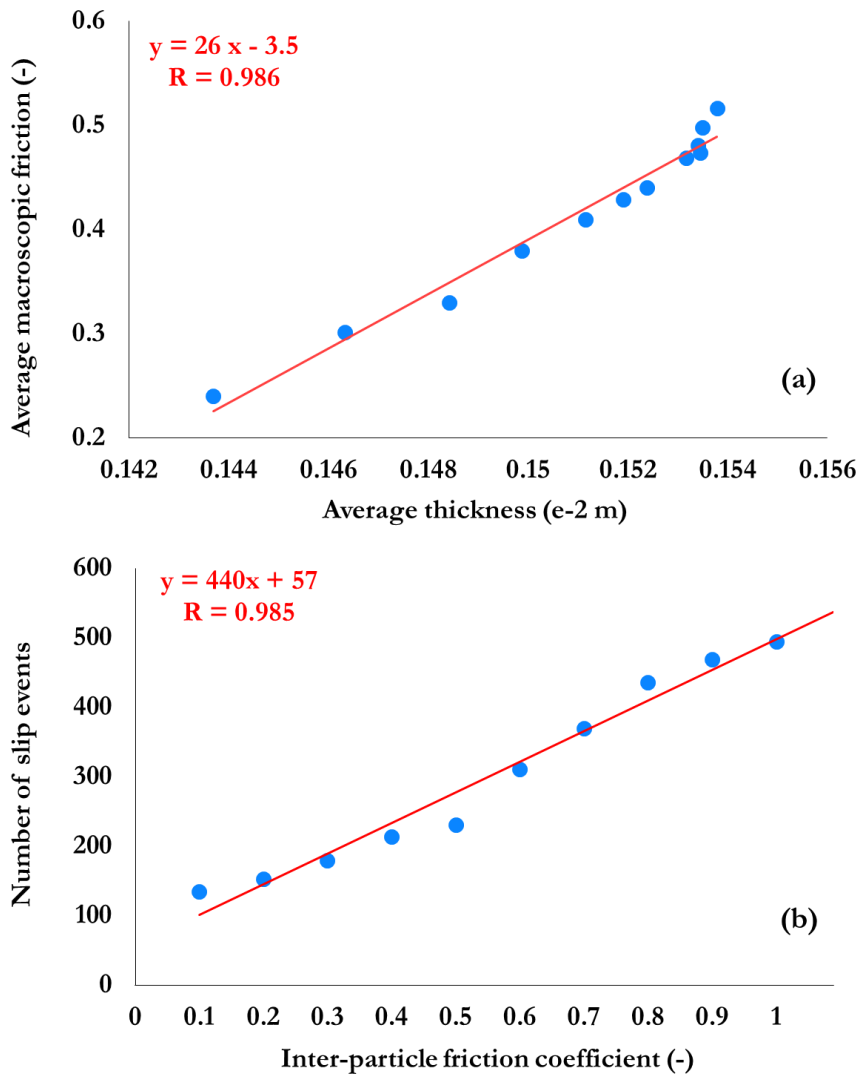 y = 26 x - 3.5
R = 0.986
Average macroscopic friction (-)
0.6
0.5
0.4
0.3
0.2
(a)
0.142 0.144 0.146 0.148 0.15 0.152 0.154 0.156
Average thickness (e-2 m)
y = 440x + 57
R = 0.985
Number of slip events
600
500
400
300
200
100
0
(b)
0 0.1 0.2 0.3 0.4 0.5 0.6 0.7 0.8 0.9 1
Inter-particle friction coefficient (-)